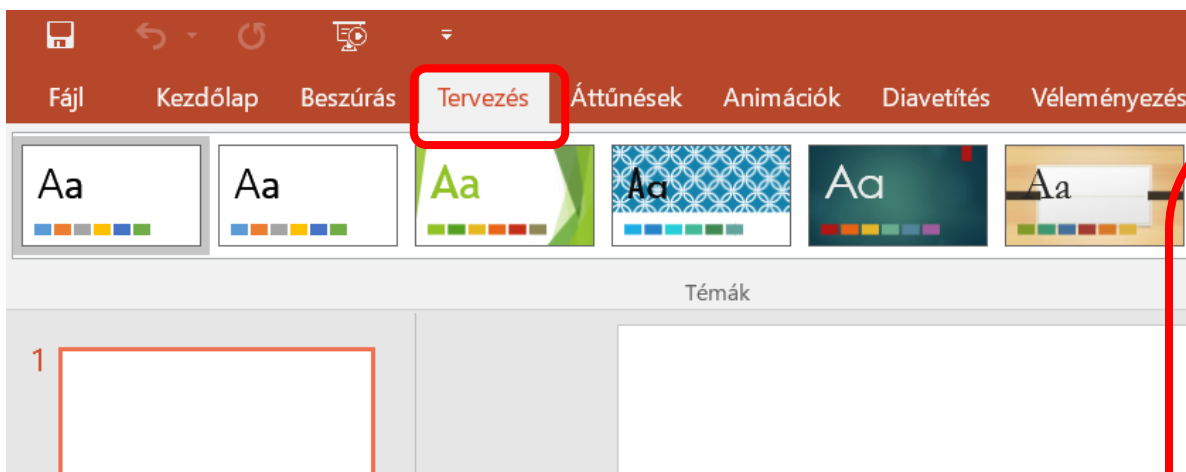 Fájl Kezdőlap Beszúrás Tervezés Áttűnések Animációk Diavetítés Véleményezés
Aa Aa Aa Aa Aa Aa
Témák
1